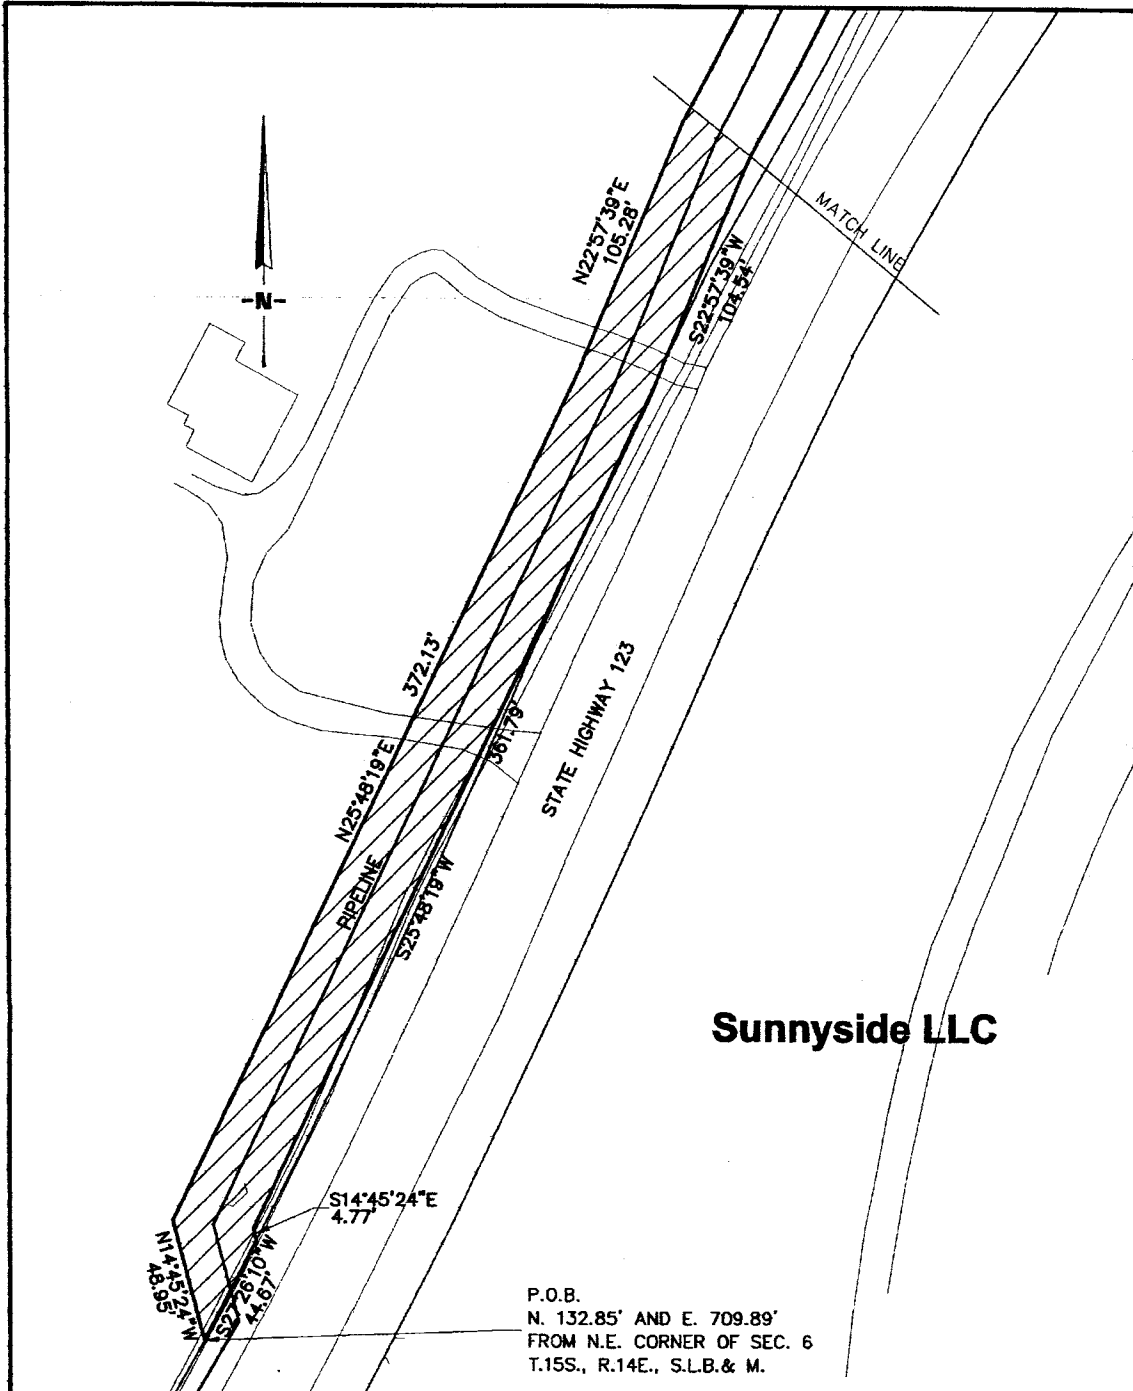 MATCH LINE
N22°57'39"E
105.28'
S22°57'39"W
104.54'
-N-
372.13'
N25°48'19"E
361.79'
STATE HIGHWAY 123
PIPELINE
S25°48'19"W
Sunnyside LLC
S14°45'24"E
4.77'
N14°45'24"W
48.95'
S27°26'10"W
44.67'
P.O.B.
N. 132.85' AND E. 709.89'
FROM N.E. CORNER OF SEC. 6
T.15S., R.14E., S.L.B.& M.